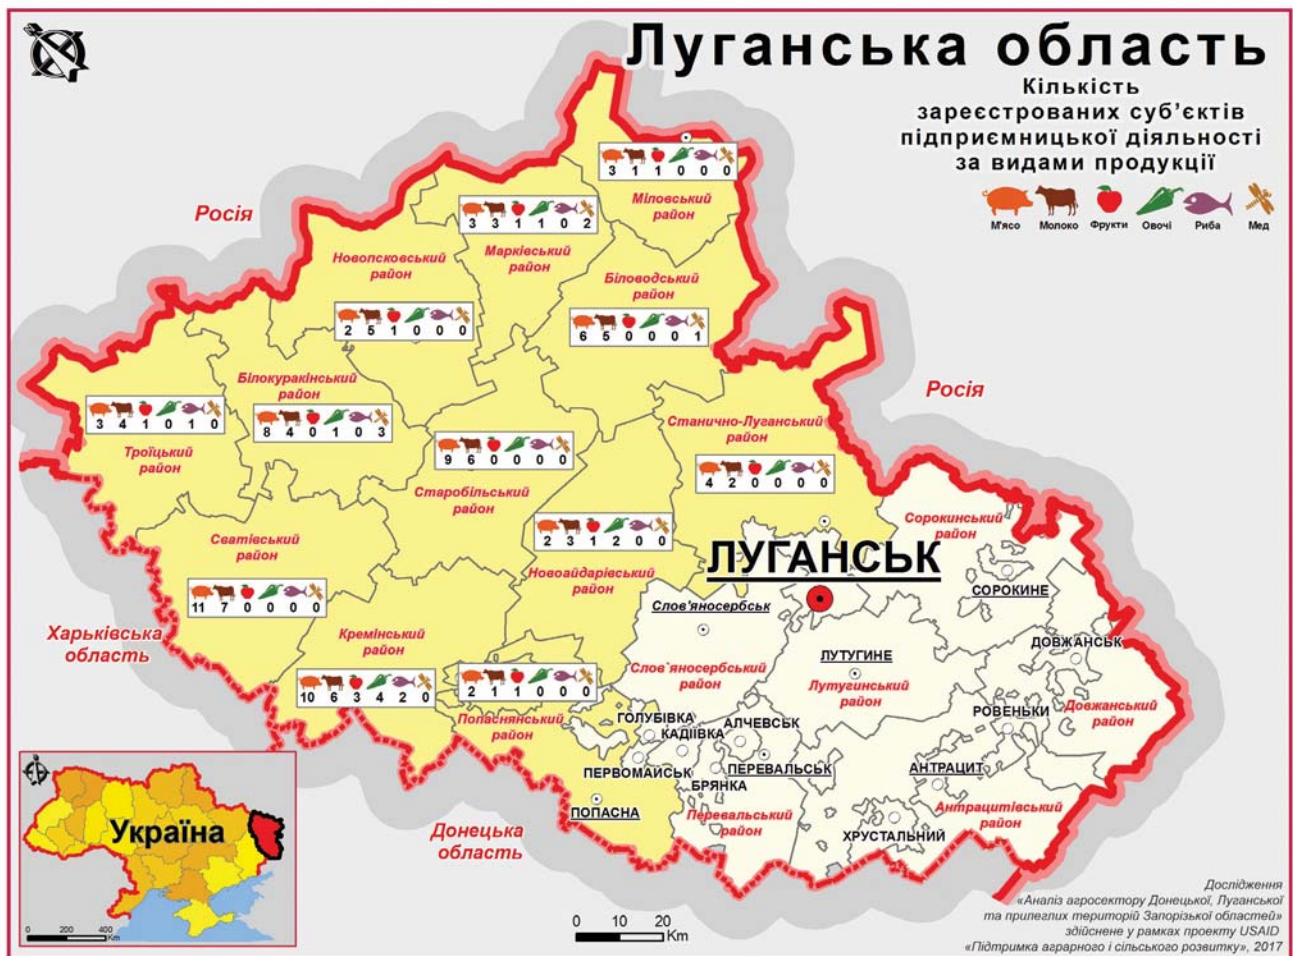 Луганська область
Кількість
зареєстрованих суб’єктів
підприємницької діяльності
за видами продукції
М'ясо Молоко Фрукти Овочі Риба Мед
Росія
3 1 1 0 0 0
Міловський
район
3 3 1 1 0 2
Марківський
район
Новопсковський
район
2 5 1 0 0 0
Біловодський
район
6 5 0 0 0 1
Росія
Білокуракінський
район
8 4 0 1 0 3
3 4 1 0 1 0
Троїцький
район
9 6 0 0 0 0
Старобільський
район
Станично-Луганський
район
4 2 0 0 0 0
Сватівський
район
11 7 0 0 0 0
2 3 1 2 0 0
Новоайдарівський
район
Сорокинський
район
ЛУГАНСЬК
СОРОКИНЕ
Слов’яносербськ
Харьківська
область
Кремінський
район
10 6 3 4 2 0
2 1 1 0 0 0
Попаснянський
район
Слов`яносербський
район
ЛУТУГИНЕ
Лутугинський
район
ДОВЖАНСЬК
Довжанський
район
РОВЕНЬКИ
ГОЛУБІВКА
КАДІЇВКА
АЛЧЕВСЬК
ПЕРВОМАЙСЬК
ПЕРЕВАЛЬСЬК
БРЯНКА
АНТРАЦИТ
Антрацитівський
район
ПОПАСНА
Перевальський
район
ХРУСТАЛЬНИЙ
Донецька
область
Україна
0 200 400
Km
0 10 20
Km
Дослідження
«Аналіз агросектору Донецької, Луганської
та прилеглих територій Запорізької областей»
здійснене у рамках проекту USAID
«Підтримка аграрного і сільського розвитку», 2017